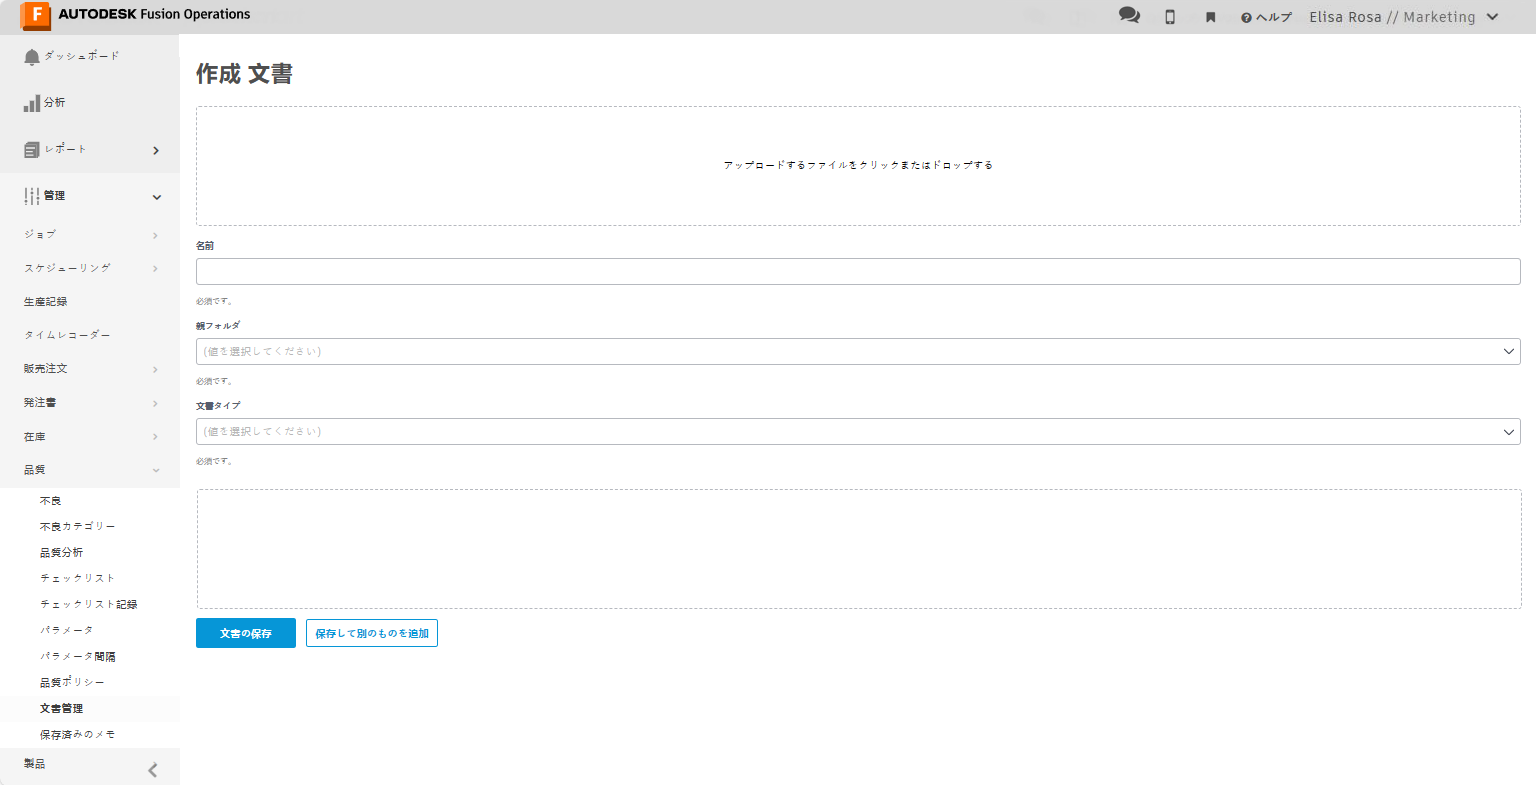 F AUTODESK Fusion Operations
ヘルプ Elisa Rosa // Marketing
ダッシュボード
分析
レポート
管理
ジョブ
スケジューリング
生産記録
タイムレコーダー
販売注文
発注書
在庫
品質
不良
不良カテゴリー
品質分析
チェックリスト
チェックリスト記録
パラメータ
パラメータ間隔
品質ポリシー
文書管理
保存済みのメモ
製品
作成 文書
アップロードするファイルをクリックまたはドロップする
名前
必須です。
親フォルダ
(値を選択してください)
必須です。
文書タイプ
(値を選択してください)
必須です。
文書の保存 保存して別のものを追加